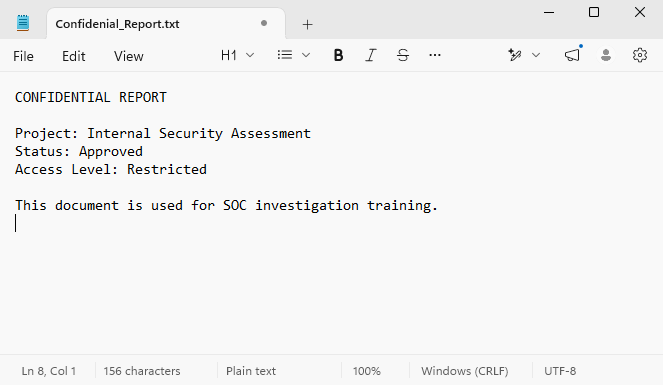 Confidenial_Report.txt
File Edit View H1 B I S ...
CONFIDENTIAL REPORT
Project: Internal Security Assessment
Status: Approved
Access Level: Restricted
This document is used for SOC investigation training.
Ln 8, Col 1 156 characters Plain text 100% Windows (CRLF) UTF-8